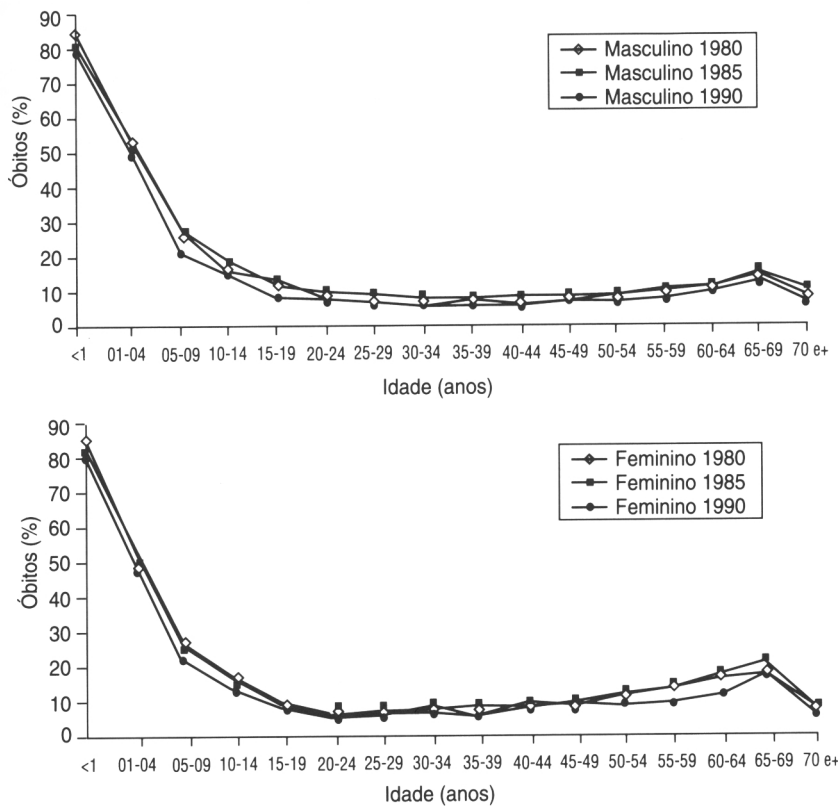 90
80
70
60
50
40
30
20
10
0
Óbitos (%)
Masculino 1980
Masculino 1985
Masculino 1990
<1 01-04 05-09 10-14 15-19 20-24 25-29 30-34 35-39 40-44 45-49 50-54 55-59 60-64 65-69 70 e+
Idade (anos)
90
80
70
60
50
40
30
20
10
0
Óbitos (%)
Feminino 1980
Feminino 1985
Feminino 1990
<1 01-04 05-09 10-14 15-19 20-24 25-29 30-34 35-39 40-44 45-49 50-54 55-59 60-64 65-69 70 e+
Idade (anos)